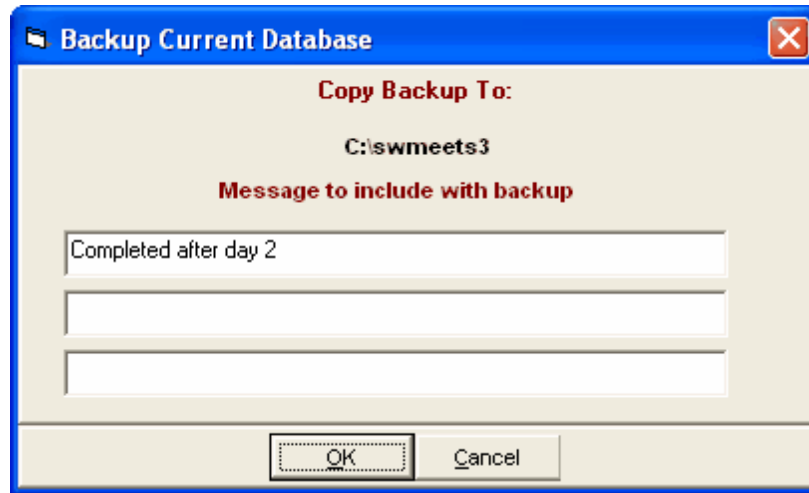 Backup Current Database
Copy Backup To:
C:\swmeets3
Message to include with backup
Completed after day 2
OK
Cancel